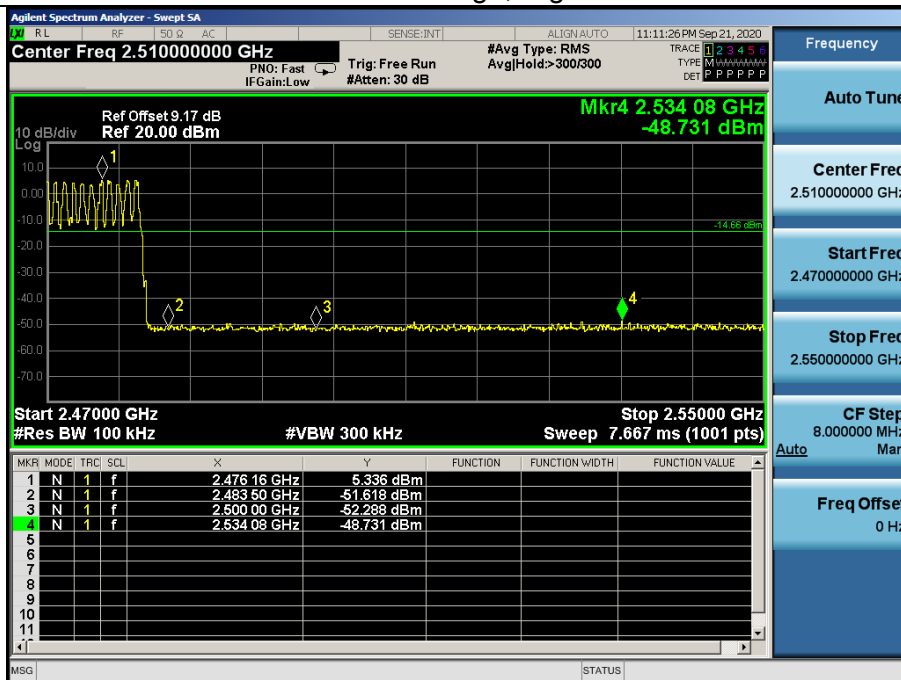 Agilent Spectrum Analyzer - Swept SA
LXI RL RF 50 Ω AC SENSE:INT ALIGN AUTO 11:11:26 PM Sep 21, 2020
Center Freq 2.510000000 GHz
PNO: Fast
IFGain:Low
Trig: Free Run
#Atten: 30 dB
#Avg Type: RMS
Avg|Hold:>300/300
TRACE 1 2 3 4 5 6
TYPE M
DET P P P P P P
Ref Offset 9.17 dB
10 dB/div Ref 20.00 dBm
Log
Mkr4 2.534 08 GHz
-48.731 dBm
10.0
0.00
-10.0
-20.0
-30.0
-40.0
-50.0
-60.0
-70.0
1
2
3
4
-14.66 dBm
Start 2.47000 GHz Stop 2.55000 GHz
#Res BW 100 kHz #VBW 300 kHz Sweep 7.667 ms (1001 pts)
MKR MODE TRC SCL X Y FUNCTION FUNCTION WIDTH FUNCTION VALUE
1 N 1 f 2.476 16 GHz 5.336 dBm
2 N 1 f 2.483 50 GHz -51.618 dBm
3 N 1 f 2.500 00 GHz -52.288 dBm
4 N 1 f 2.534 08 GHz -48.731 dBm
5
6
7
8
9
10
11
MSG STATUS
Frequency
Auto Tune
Center Freq
2.510000000 GHz
Start Freq
2.470000000 GHz
Stop Freq
2.550000000 GHz
CF Step
8.000000 MHz
Auto Man
Freq Offset
0 Hz